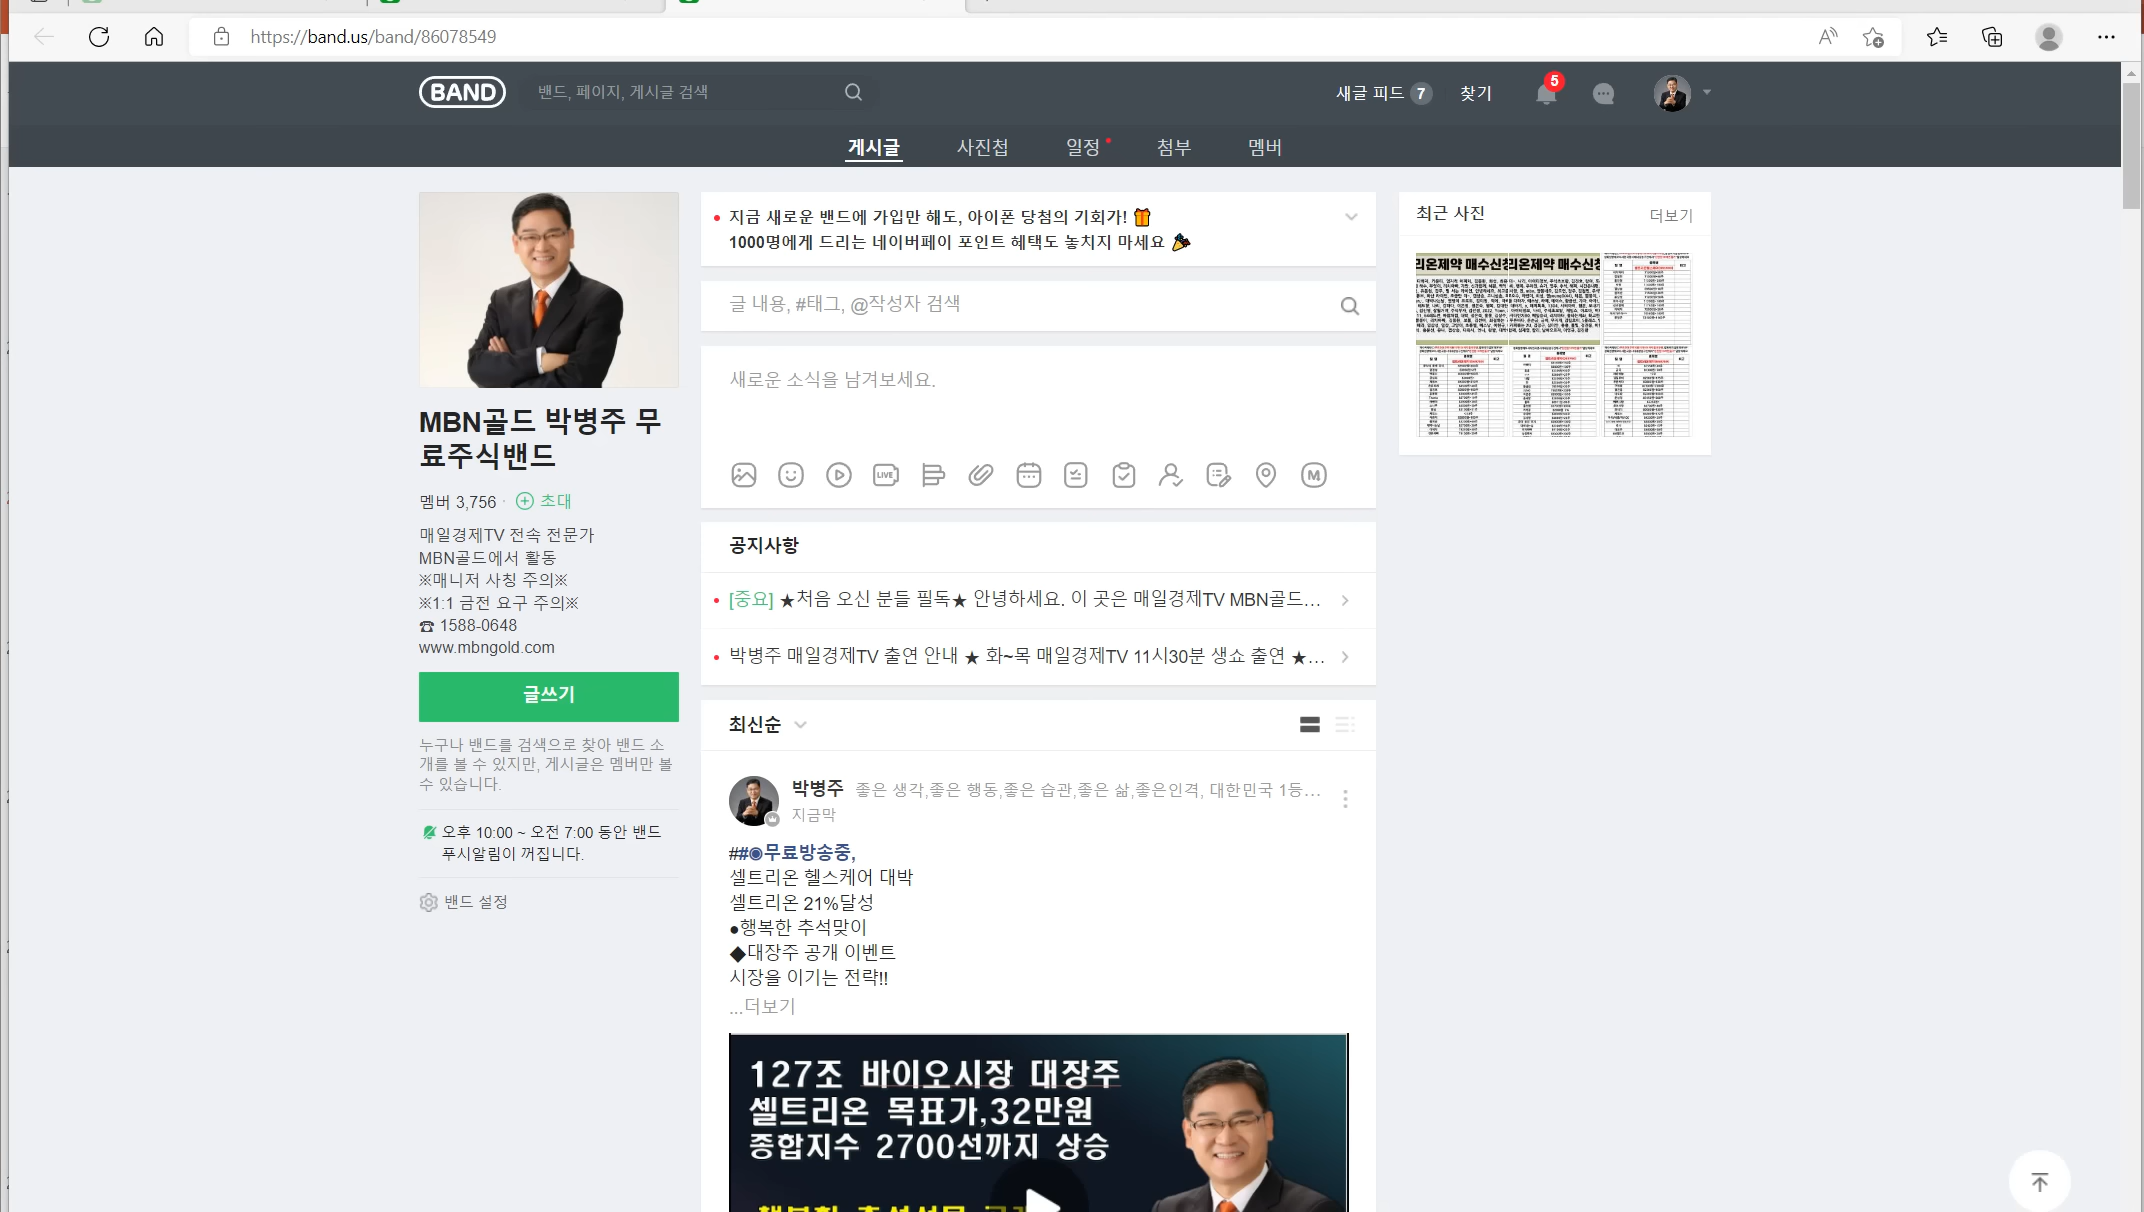 https://band.us/band/86078549
BAND
밴드, 페이지, 게시글 검색
새글 피드 7
찾기
5
게시글
사진첩
일정
첨부
멤버
MBN골드 박병주 무
료주식밴드
멤버 3,756 · 초대
매일경제TV 전속 전문가
MBN골드에서 활동
※매니저 사칭 주의※
※1:1 금전 요구 주의※
☎ 1588-0648
www.mbngold.com
글쓰기
누구나 밴드를 검색으로 찾아 밴드 소
개를 볼 수 있지만, 게시글은 멤버만 볼
수 있습니다.
오후 10:00 ~ 오전 7:00 동안 밴드
푸시알림이 꺼집니다.
밴드 설정
지금 새로운 밴드에 가입만 해도, 아이폰 당첨의 기회가! 🎁
1000명에게 드리는 네이버페이 포인트 혜택도 놓치지 마세요 🎉
글 내용, #태그, @작성자 검색
새로운 소식을 남겨보세요.
LIVE
M
공지사항
[중요] ★처음 오신 분들 필독★ 안녕하세요. 이 곳은 매일경제TV MBN골드...
박병주 매일경제TV 출연 안내 ★ 화~목 매일경제TV 11시30분 생쇼 출연 ★...
최신순
박병주 좋은 생각,좋은 행동,좋은 습관,좋은 삶,좋은인격, 대한민국 1등...
지금막
##◉무료방송중,
셀트리온 헬스케어 대박
셀트리온 21%달성
●행복한 추석맞이
◆대장주 공개 이벤트
시장을 이기는 전략!!
...더보기
127조 바이오시장 대장주
셀트리온 목표가,32만원
종합지수 2700선까지 상승
최근 사진
더보기
리온제약 매수신청
리온제약 매수신청